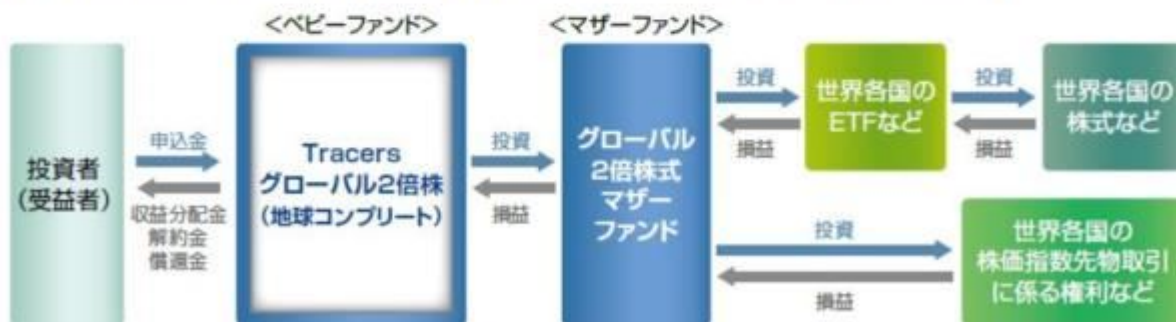 <ベビーファンド>
<マザーファンド>
投資者
(受益者)
申込金
収益分配金
解約金
償還金
Tracers
グローバル2倍株
(地球コンプリート)
投資
損益
グローバル
2倍株式
マザー
ファンド
投資
損益
世界各国の
ETFなど
投資
損益
世界各国の
株式など
投資
損益
世界各国の
株価指数先物取引
に係る権利など